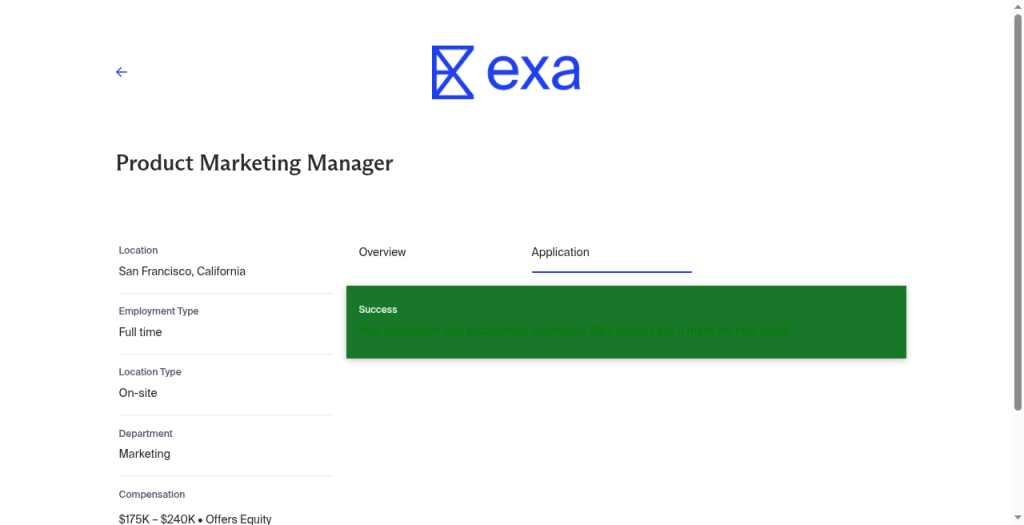 exa
Product Marketing Manager
Location
San Francisco, California
Employment Type
Full time
Location Type
On-site
Department
Marketing
Compensation
$175K – $240K • Offers Equity
Overview
Application
Success
Your application was successfully submitted. We'll contact you if there are next steps.